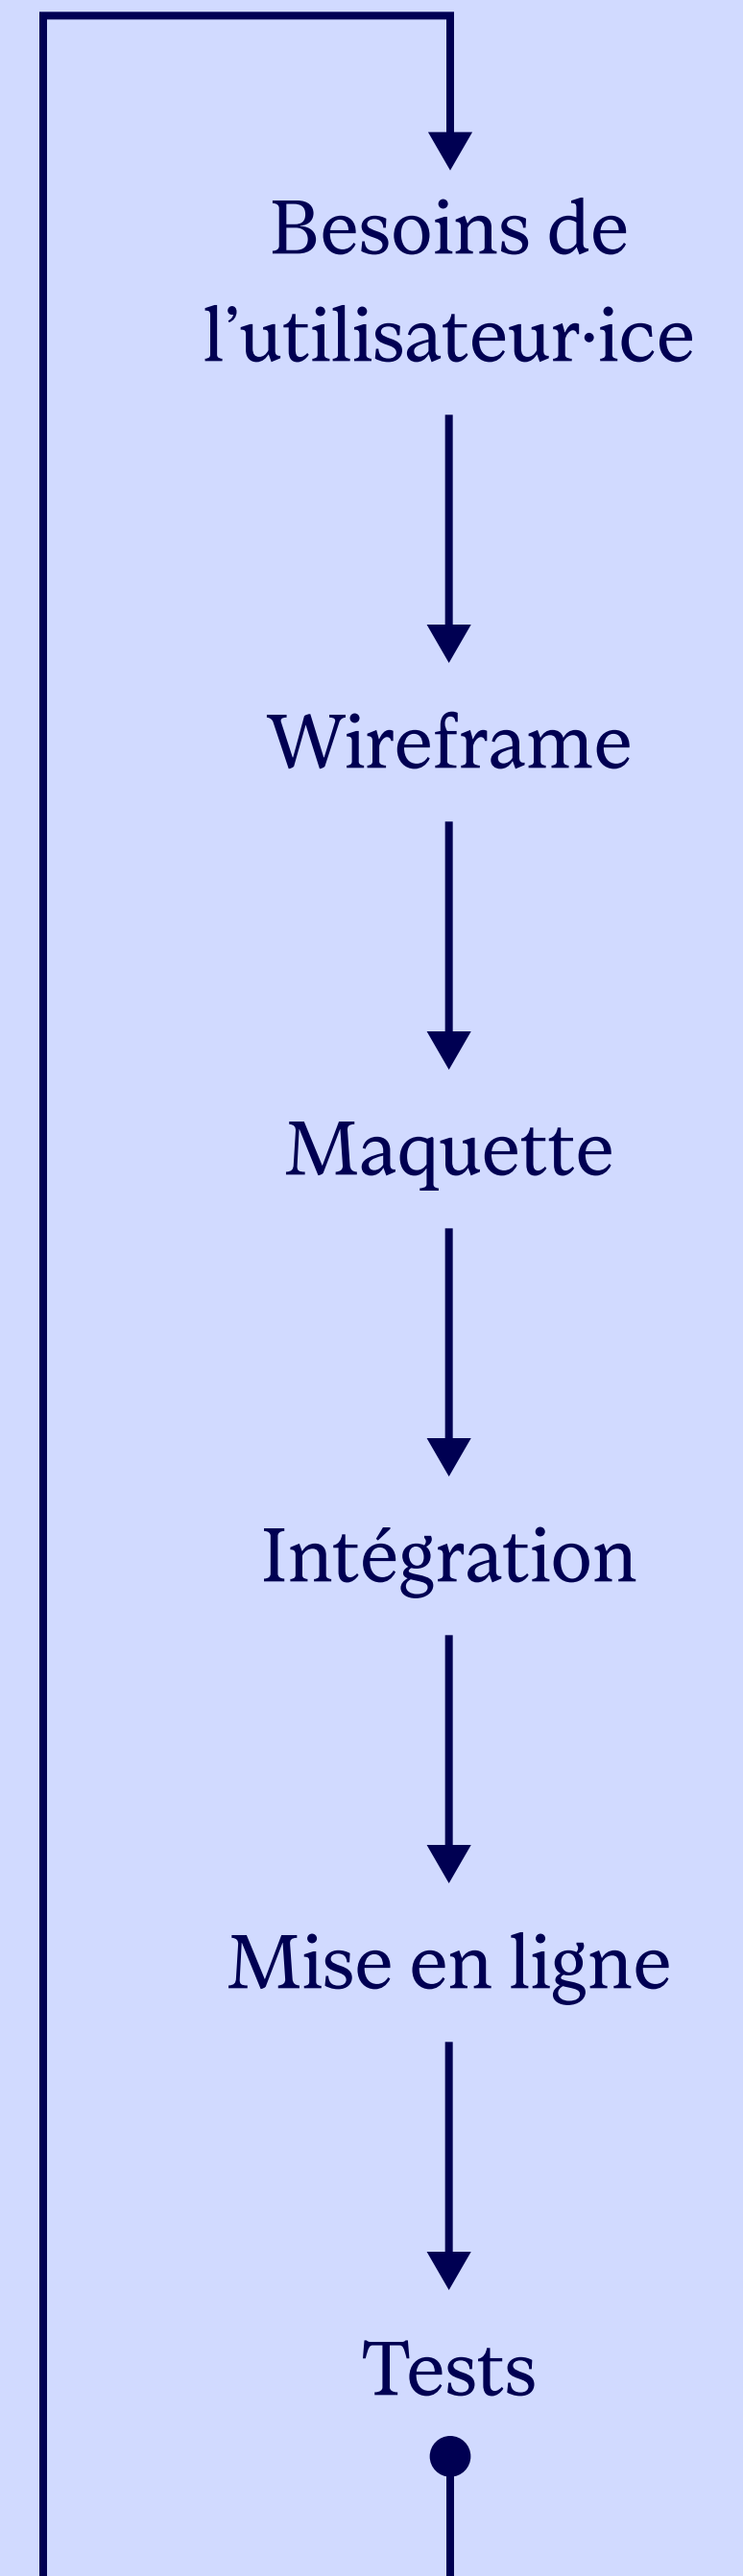 Besoins de
l’utilisateur·ice
Wireframe
Maquette
Intégration
Mise en ligne
Tests